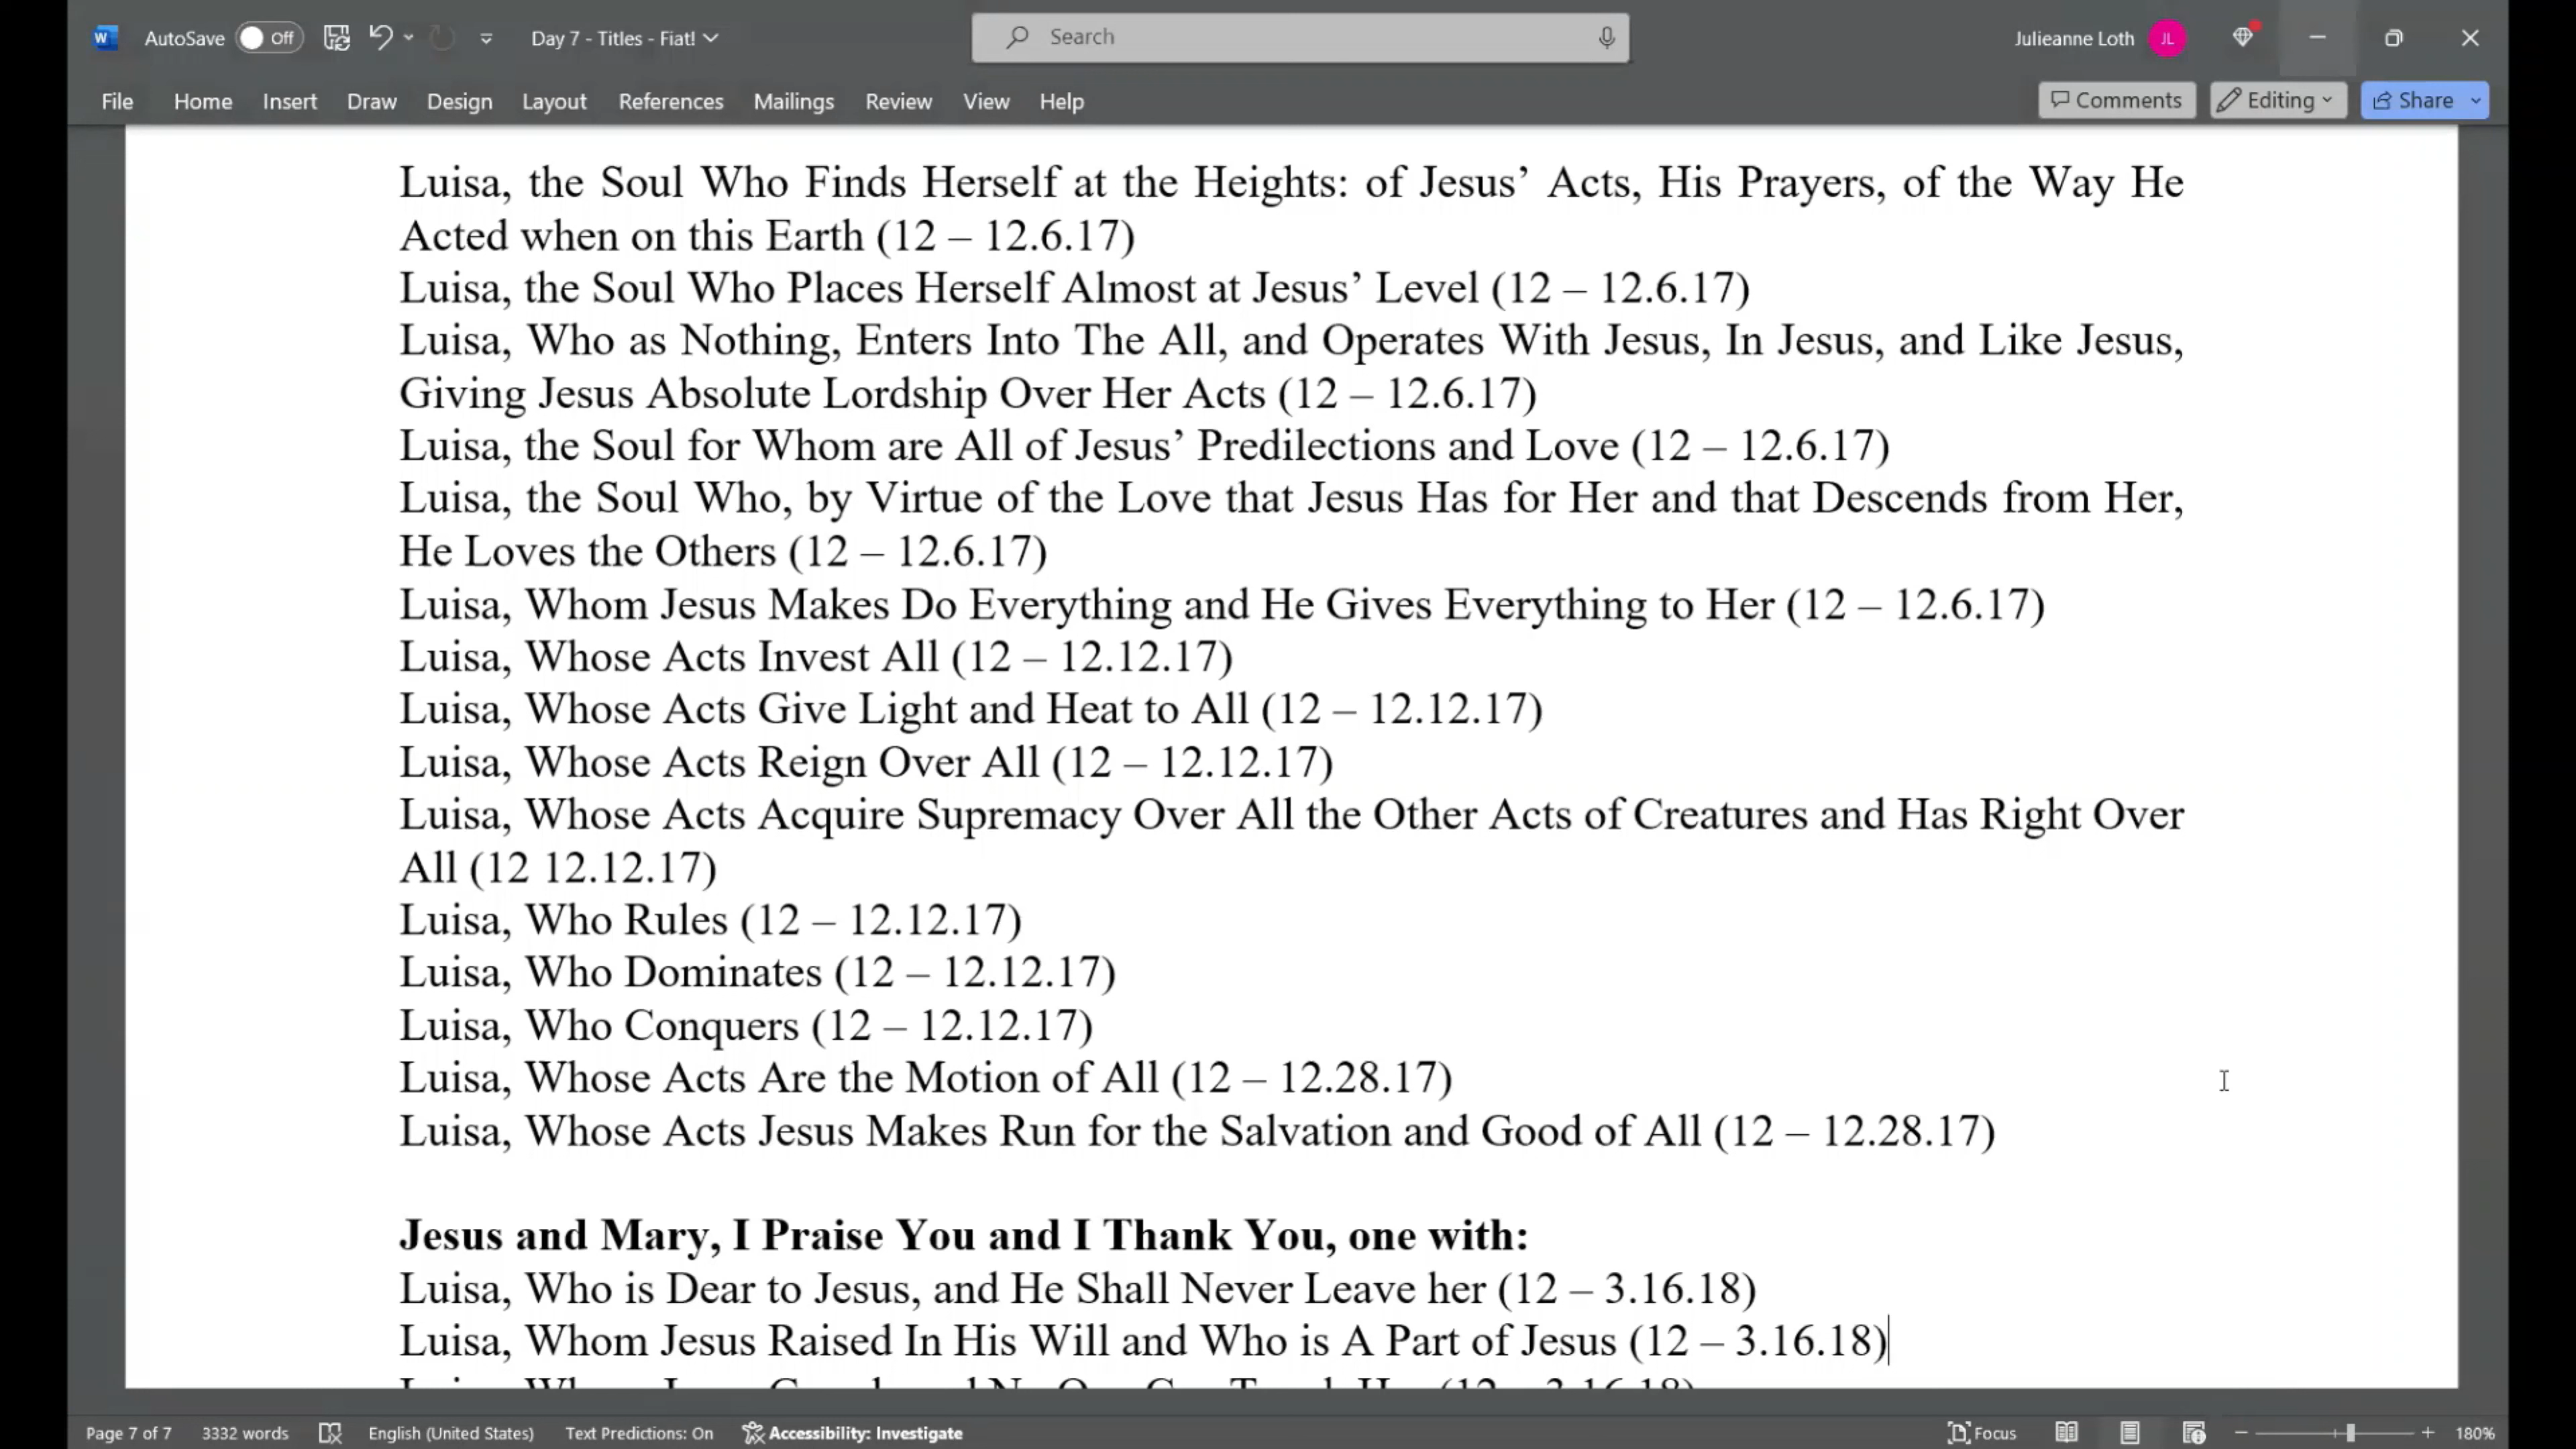 AutoSave Off Day 7 - Titles - Fiat! Search Julieanne Loth JL
File Home Insert Draw Design Layout References Mailings Review View Help Comments Editing Share
Luisa, the Soul Who Finds Herself at the Heights: of Jesus’ Acts, His Prayers, of the Way He
Acted when on this Earth (12 – 12.6.17)
Luisa, the Soul Who Places Herself Almost at Jesus’ Level (12 – 12.6.17)
Luisa, Who as Nothing, Enters Into The All, and Operates With Jesus, In Jesus, and Like Jesus,
Giving Jesus Absolute Lordship Over Her Acts (12 – 12.6.17)
Luisa, the Soul for Whom are All of Jesus’ Predilections and Love (12 – 12.6.17)
Luisa, the Soul Who, by Virtue of the Love that Jesus Has for Her and that Descends from Her,
He Loves the Others (12 – 12.6.17)
Luisa, Whom Jesus Makes Do Everything and He Gives Everything to Her (12 – 12.6.17)
Luisa, Whose Acts Invest All (12 – 12.12.17)
Luisa, Whose Acts Give Light and Heat to All (12 – 12.12.17)
Luisa, Whose Acts Reign Over All (12 – 12.12.17)
Luisa, Whose Acts Acquire Supremacy Over All the Other Acts of Creatures and Has Right Over
All (12 12.12.17)
Luisa, Who Rules (12 – 12.12.17)
Luisa, Who Dominates (12 – 12.12.17)
Luisa, Who Conquers (12 – 12.12.17)
Luisa, Whose Acts Are the Motion of All (12 – 12.28.17)
Luisa, Whose Acts Jesus Makes Run for the Salvation and Good of All (12 – 12.28.17)
Jesus and Mary, I Praise You and I Thank You, one with:
Luisa, Who is Dear to Jesus, and He Shall Never Leave her (12 – 3.16.18)
Luisa, Whom Jesus Raised In His Will and Who is A Part of Jesus (12 – 3.16.18)
Page 7 of 7 3332 words English (United States) Text Predictions: On Accessibility: Investigate Focus 180%